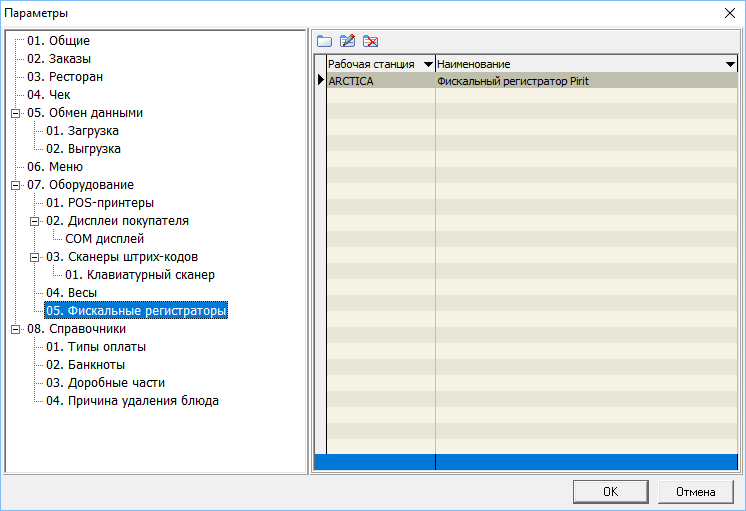 Параметры
01. Общие
02. Заказы
03. Ресторан
04. Чек
05. Обмен данными
01. Загрузка
02. Выгрузка
06. Меню
07. Оборудование
01. POS-принтеры
02. Дисплеи покупателя
COM дисплей
03. Сканеры штрих-кодов
01. Клавиатурный сканер
04. Весы
05. Фискальные регистраторы
08. Справочники
01. Типы оплаты
02. Банкноты
03. Доробные части
04. Причина удаления блюда
Рабочая станция Наименование
ARCTICA Фискальный регистратор Pirit
OK Отмена